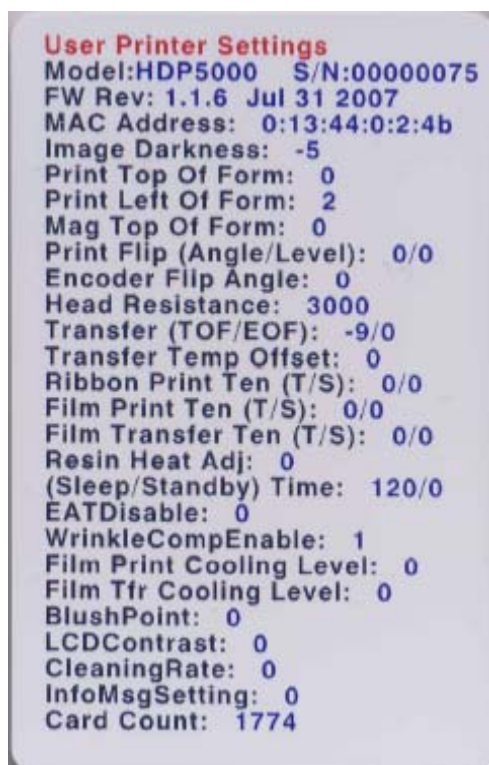 User Printer Settings
Model:HDP5000 S/N:00000075
FW Rev: 1.1.6 Jul 31 2007
MAC Address: 0:13:44:0:2:4b
Image Darkness: -5
Print Top Of Form: 0
Print Left Of Form: 2
Mag Top Of Form: 0
Print Flip (Angle/Level): 0/0
Encoder Flip Angle: 0
Head Resistance: 3000
Transfer (TOF/EOF): -9/0
Transfer Temp Offset: 0
Ribbon Print Ten (T/S): 0/0
Film Print Ten (T/S): 0/0
Film Transfer Ten (T/S): 0/0
Resin Heat Adj: 0
(Sleep/Standby) Time: 120/0
EATDisable: 0
WrinkleCompEnable: 1
Film Print Cooling Level: 0
Film Tfr Cooling Level: 0
BlushPoint: 0
LCDContrast: 0
CleaningRate: 0
InfoMsgSetting: 0
Card Count: 1774